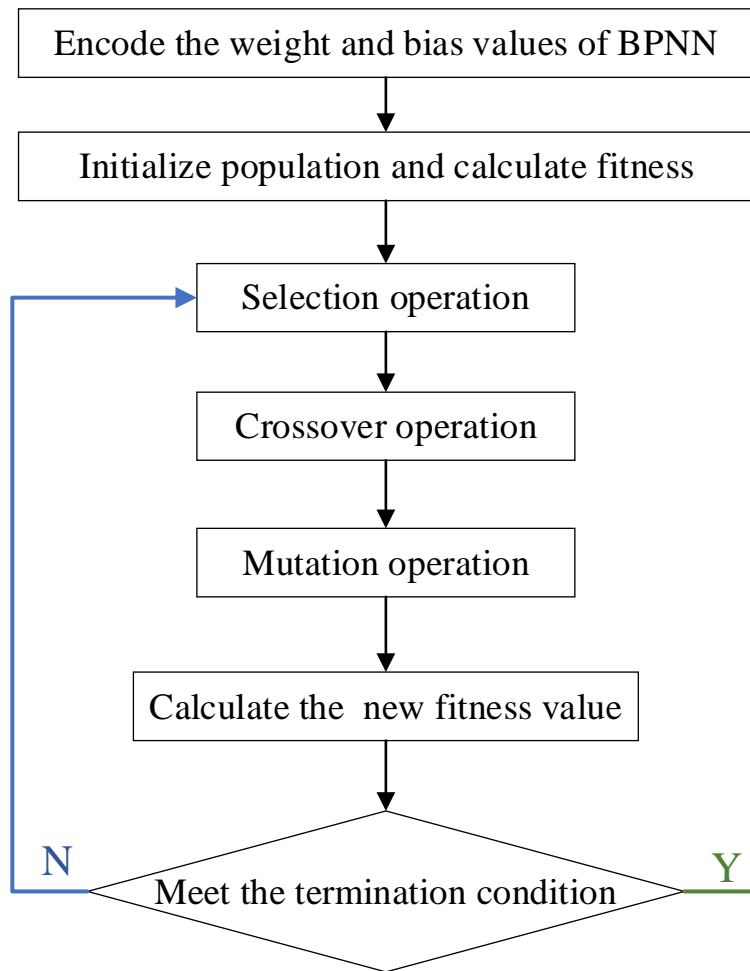 Encode the weight and bias values of BPNN
Initialize population and calculate fitness
Selection operation
Crossover operation
Mutation operation
Calculate the  new fitness value
N
Y
Meet the termination condition